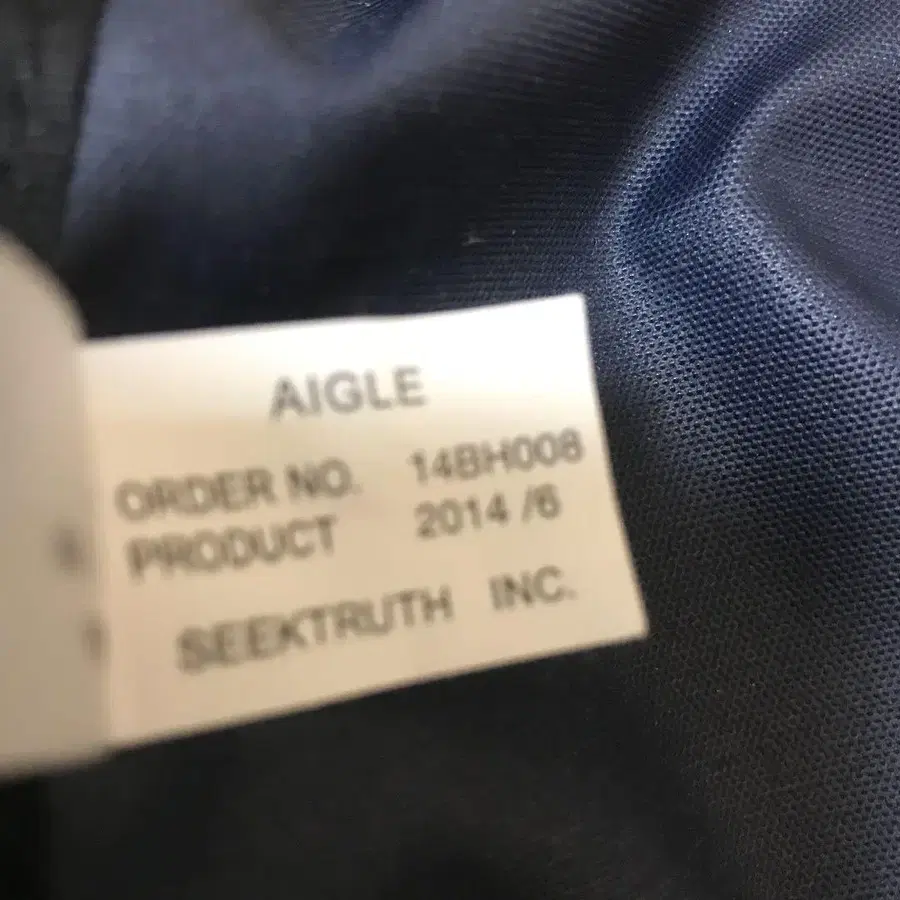 AIGLE
ORDER NO. 14BH008
PRODUCT 2014 /6
SEEKTRUTH INC.